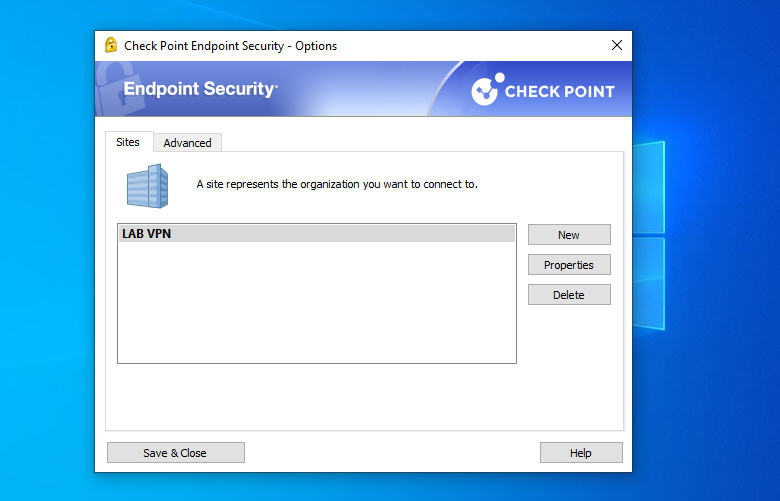 Check Point Endpoint Security - Options
Endpoint Security
CHECK POINT
Sites
Advanced
A site represents the organization you want to connect to.
LAB VPN
New
Properties
Delete
Save & Close
Help